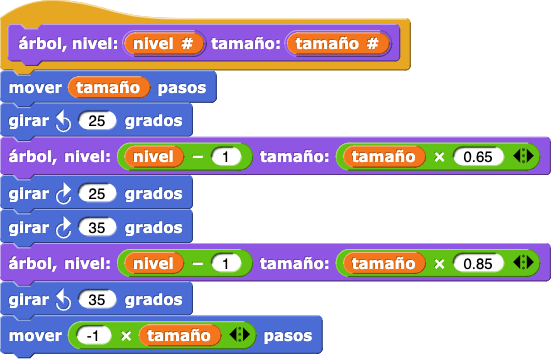 árbol, nivel: nivel # tamaño: tamaño #
mover tamaño pasos
girar 25 grados
árbol, nivel: nivel − 1 tamaño: tamaño × 0.65
girar 25 grados
girar 35 grados
árbol, nivel: nivel − 1 tamaño: tamaño × 0.85
girar 35 grados
mover -1 × tamaño pasos